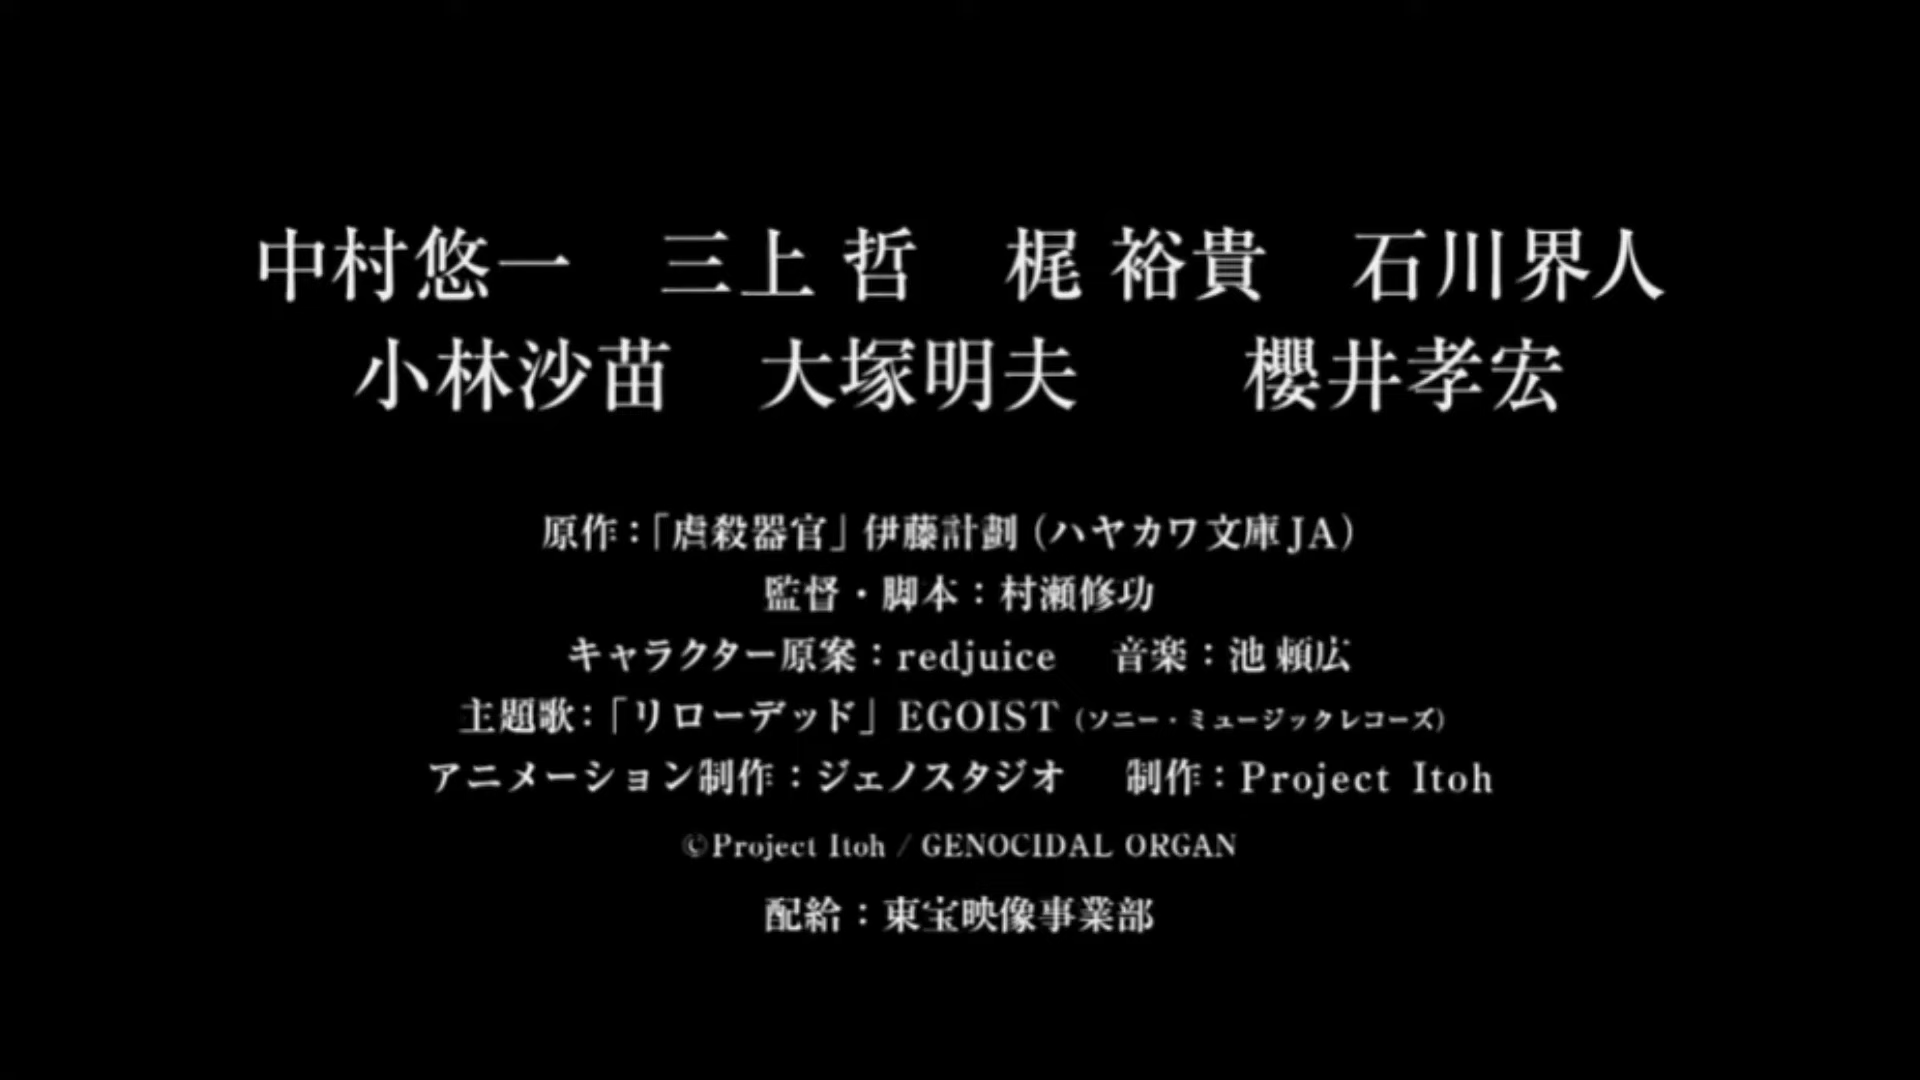 中村悠一　三上 哲　梶 裕貴　石川界人
小林沙苗　大塚明夫　　櫻井孝宏
原作：「虐殺器官」伊藤計劃（ハヤカワ文庫JA）
監督・脚本：村瀬修功
キャラクター原案：redjuice　音楽：池 頼広
主題歌：「リローデッド」EGOIST（ソニー・ミュージックレコーズ）
アニメーション制作：ジェノスタジオ　制作：Project Itoh
©Project Itoh / GENOCIDAL ORGAN
配給：東宝映像事業部